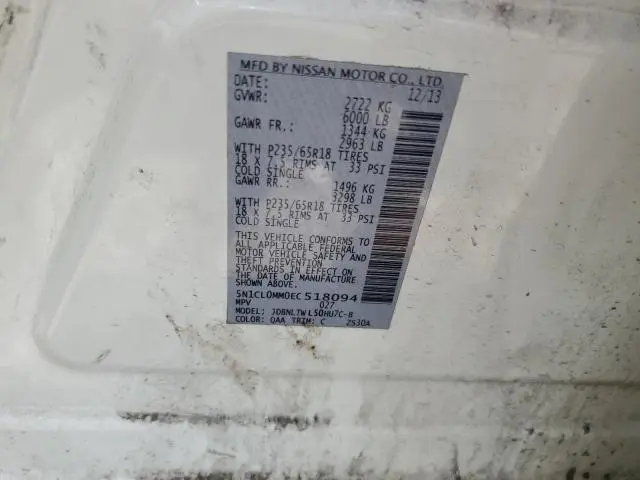 MFD BY NISSAN MOTOR CO., LTD.
DATE: 12/13
GVWR: 2722 KG
6000 LB
GAWR FR.: 1344 KG
2963 LB
WITH P235/65R18 TIRES
18 X 7.5 RIMS AT 33 PSI
COLD SINGLE
GAWR RR.: 1496 KG
3298 LB
WITH P235/65R18 TIRES
18 X 7.5 RIMS AT 33 PSI
COLD SINGLE
THIS VEHICLE CONFORMS TO
ALL APPLICABLE FEDERAL
MOTOR VEHICLE SAFETY AND
THEFT PREVENTION
STANDARDS IN EFFECT ON
THE DATE OF MANUFACTURE
SHOWN ABOVE.
5N1CL0MM0EC518094
MPV 027
MODEL: JDBNLTWL50HU7C-B
COLOR: QAA TRIM: C ZS30A